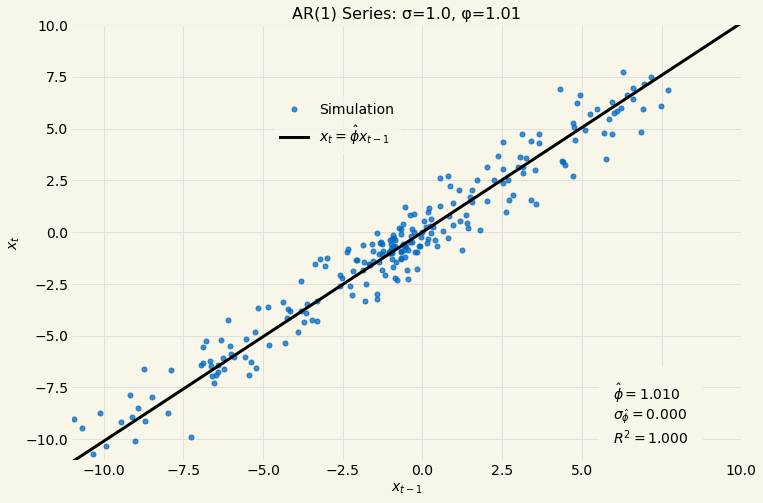 AR(1) Series: σ=1.0, φ=1.01
10.0
7.5
5.0
2.5
0.0
−2.5
−5.0
−7.5
−10.0
x_t
Simulation
x_t = ϕ̂x_{t−1}
ϕ̂ = 1.010
σ_ϕ̂ = 0.000
R² = 1.000
−10.0 −7.5 −5.0 −2.5 0.0 2.5 5.0 10.0
x_{t−1}